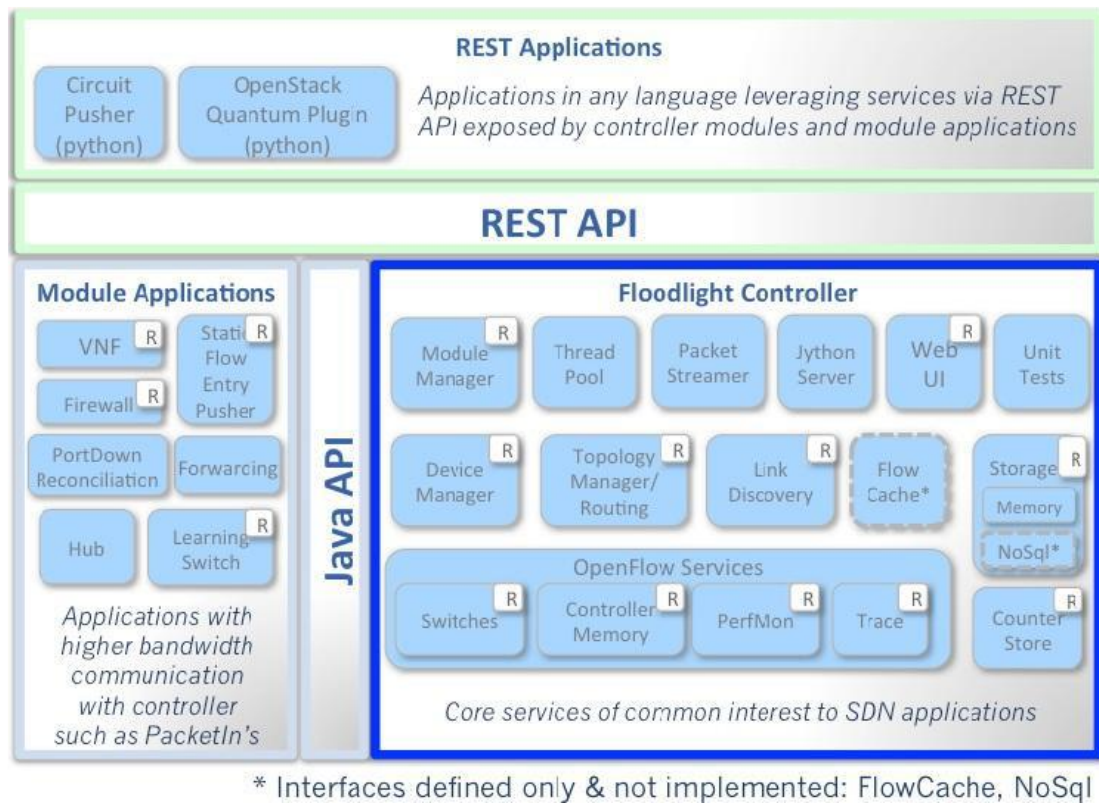 REST Applications
Circuit
Pusher
(python)
OpenStack
Quantum Plugin
(python)
Applications in any language leveraging services via REST
API exposed by controller modules and module applications
REST API
Module Applications
VNF
R
Static
Flow
Entry
Pusher
R
Firewall
R
PortDown
Reconciliation
Forwarcing
Hub
Learning
Switch
R
Applications with
higher bandwidth
communication
with controller
such as PacketIn's
Java API
Floodlight Controller
Module
Manager
R
Thread
Pool
Packet
Streamer
Jython
Server
Web
UI
R
Unit
Tests
Device
Manager
R
Topology
Manager/
Routing
R
Link
Discovery
R
Flow
Cache*
Storage
R
Memory
NoSql*
OpenFlow Services
Switches
R
Controller
Memory
R
PerfMon
R
Trace
R
Counter
Store
R
Core services of common interest to SDN applications
* Interfaces defined only & not implemented: FlowCache, NoSql